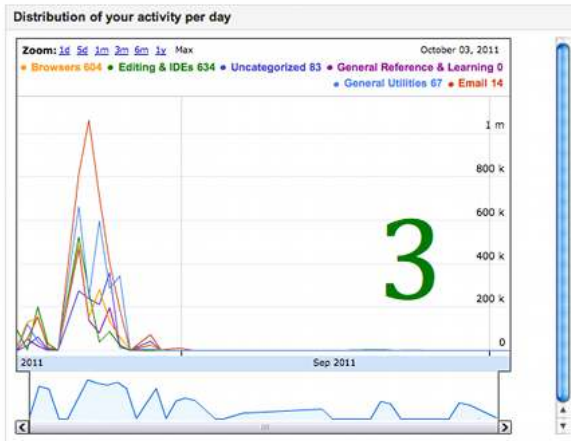 Distribution of your activity per day
Zoom: 1d 5d 1m 3m 6m 1y Max October 03, 2011
Browsers 604 Editing & IDEs 634 Uncategorized 83 General Reference & Learning 0
General Utilities 67 Email 14
1 m
800 k
600 k
3
400 k
200 k
0
2011 Sep 2011